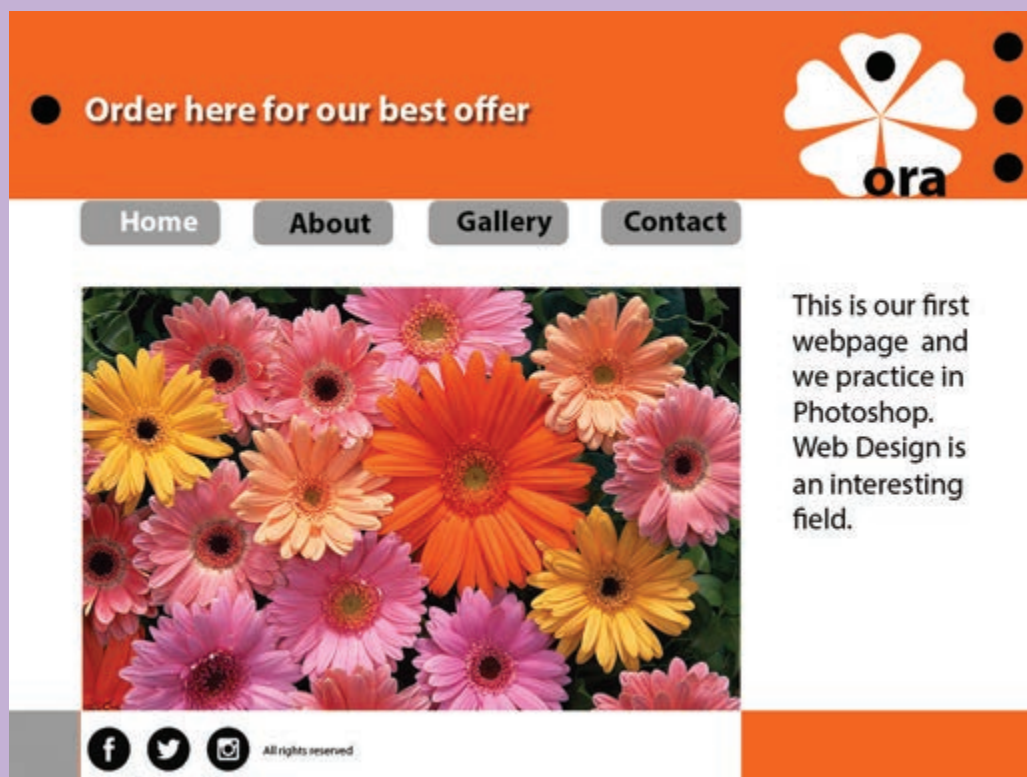 Order here for our best offer
ora
Home About Gallery Contact
This is our first
webpage and
we practice in
Photoshop.
Web Design is
an interesting
field.
All rights reserved